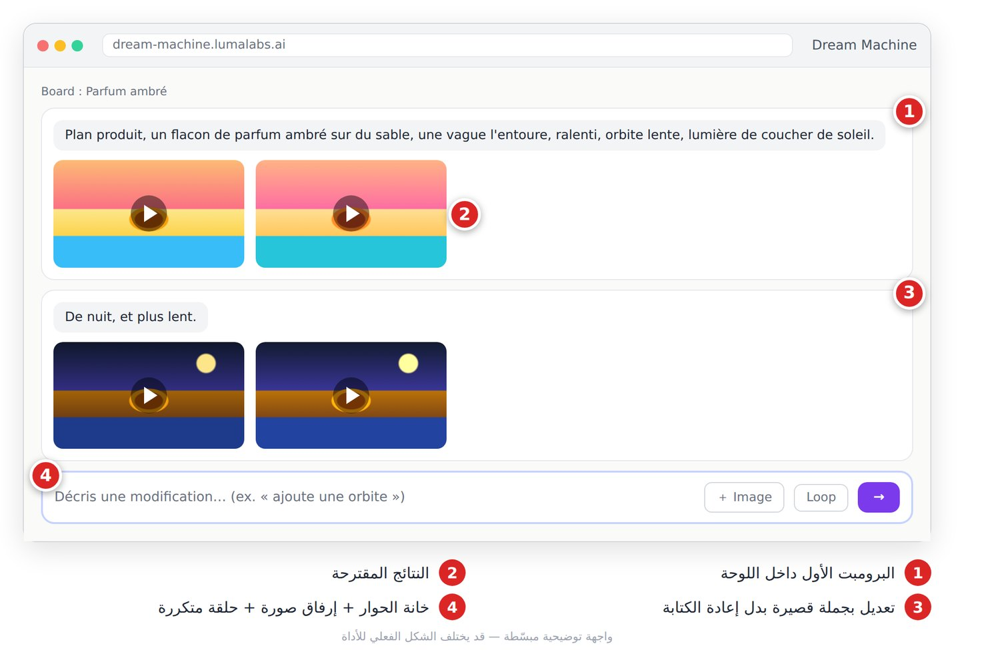 dream-machine.lumalabs.ai
Dream Machine
Board : Parfum ambré
1
Plan produit, un flacon de parfum ambré sur du sable, une vague l'entoure, ralenti, orbite lente, lumière de coucher de soleil.
2
3
De nuit, et plus lent.
4
Décris une modification... (ex. « ajoute une orbite »)
+ Image
Loop
→
1 البرومبت الأول داخل اللوحة
2 النتائج المقترحة
3 تعديل بجملة قصيرة بدل إعادة الكتابة
4 خانة الحوار + إرفاق صورة + حلقة متكررة
واجهة توضيحية مبسّطة — قد يختلف الشكل الفعلي للأداة